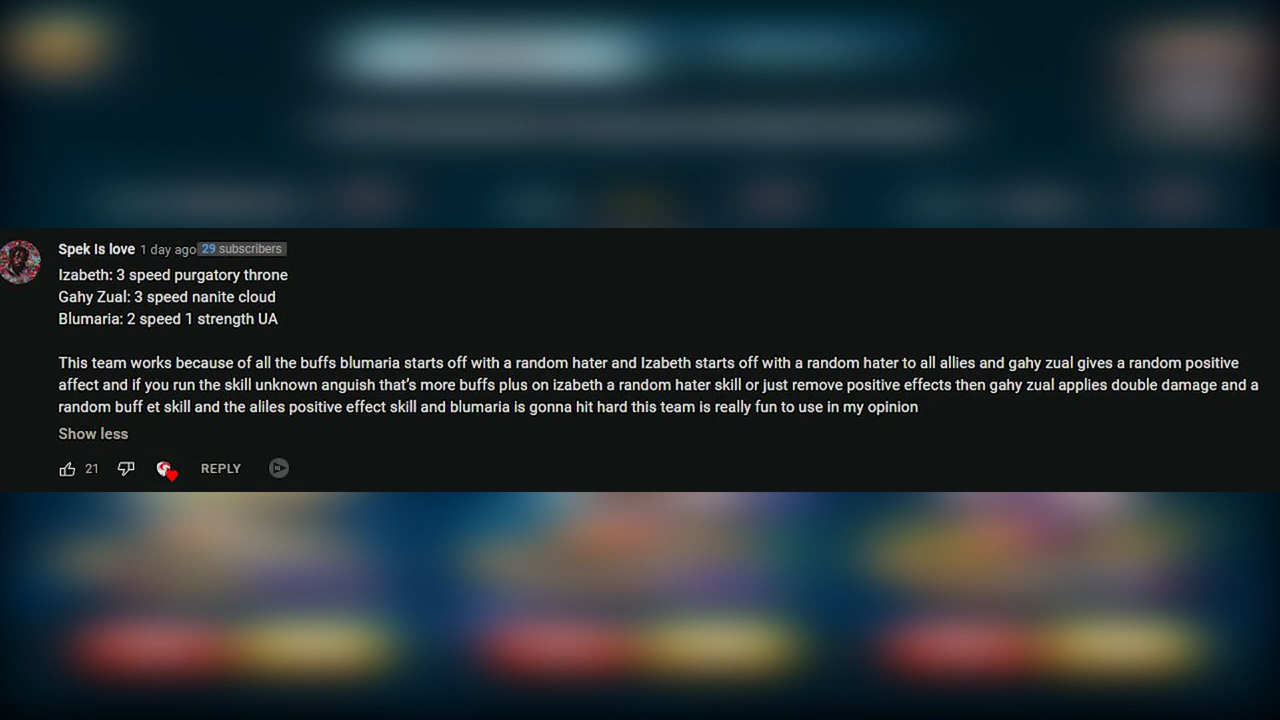 Spek Is love 1 day ago 29 subscribers
Izabeth: 3 speed purgatory throne
Gahy Zual: 3 speed nanite cloud
Blumaria: 2 speed 1 strength UA
This team works because of all the buffs blumaria starts off with a random hater and Izabeth starts off with a random hater to all allies and gahy zual gives a random positive
affect and if you run the skill unknown anguish that's more buffs plus on izabeth a random hater skill or just remove positive effects then gahy zual applies double damage and a
random buff et skill and the aliles positive effect skill and blumaria is gonna hit hard this team is really fun to use in my opinion
Show less
21 REPLY